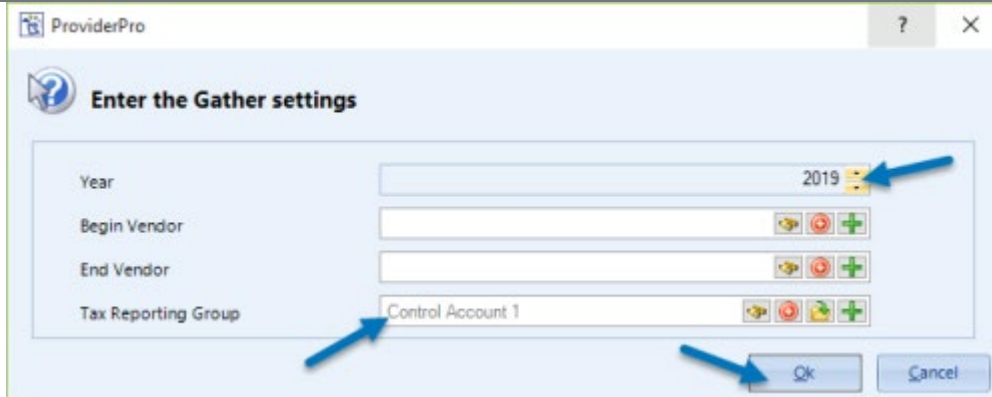 ProviderPro
?
Enter the Gather settings
Year 2019
Begin Vendor
End Vendor
Tax Reporting Group Control Account 1
Ok Cancel